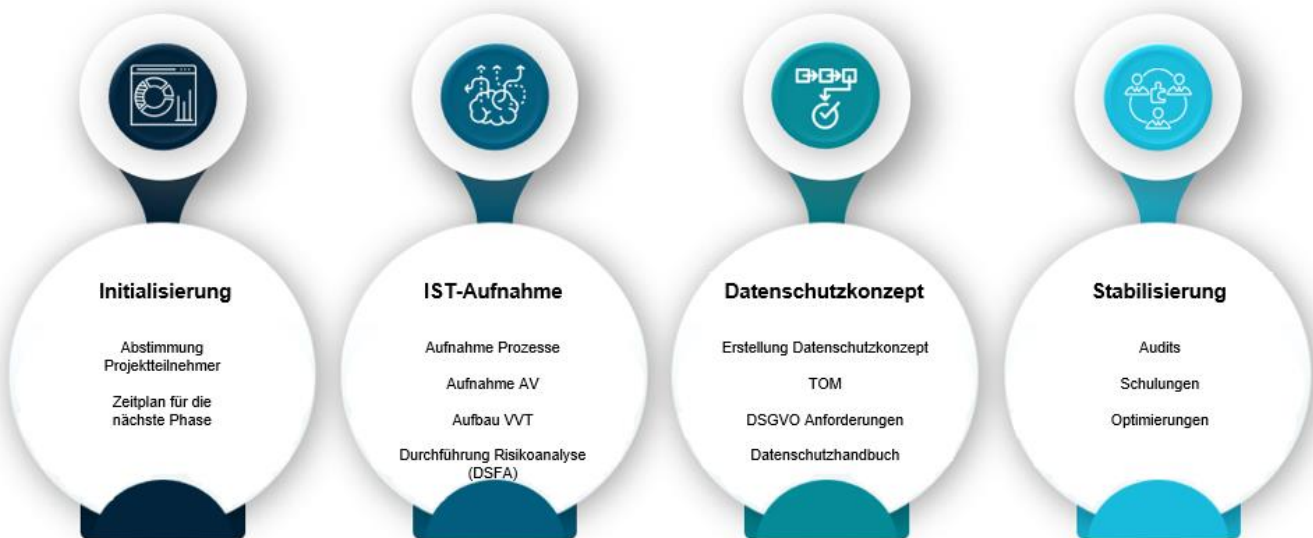 Initialisierung
Abstimmung
Projektteilnehmer
Zeitplan für die
nächste Phase
IST-Aufnahme
Aufnahme Prozesse
Aufnahme AV
Aufbau VVT
Durchführung Risikoanalyse
(DSFA)
Datenschutzkonzept
Erstellung Datenschutzkonzept
TOM
DSGVO Anforderungen
Datenschutzhandbuch
Stabilisierung
Audits
Schulungen
Optimierungen